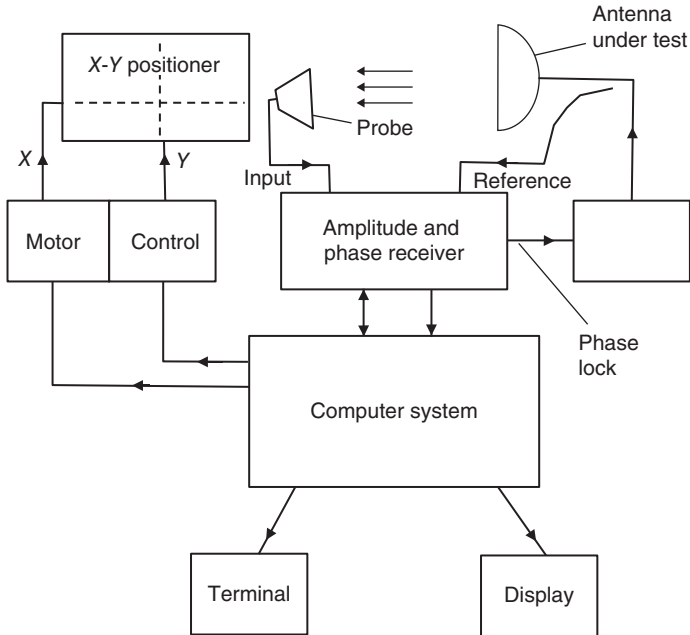 Antenna
under test
X-Y positioner
Probe
X
Y
Input
Reference
Motor
Control
Amplitude and
phase receiver
Phase
lock
Computer system
Terminal
Display